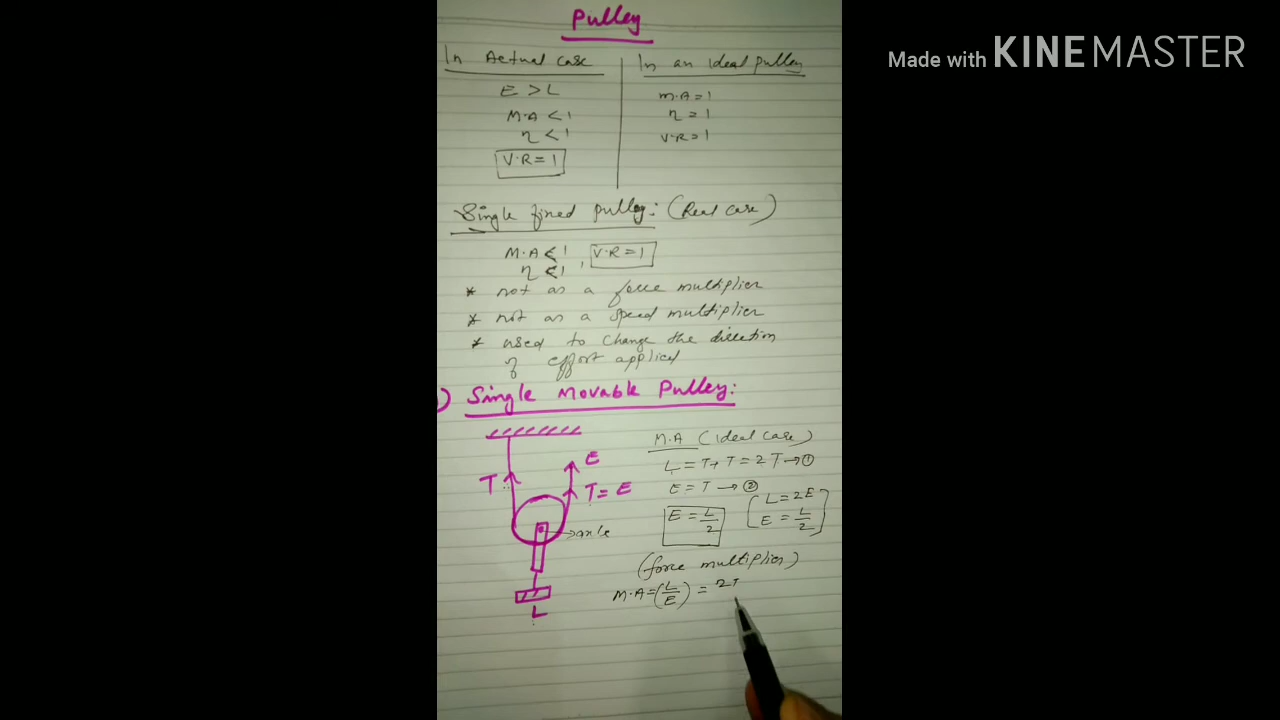 Pulley
In Actual case
E > L
M.A < 1
η < 1
V.R = 1
In an ideal pulley
M.A = 1
η = 1
V.R = 1
Single fixed pulley: (Real case)
M.A < 1
η < 1, V.R = 1
* not as a force multiplier
* not as a speed multiplier
* used to change the direction
of effort applied
) Single Movable Pulley:
T
E
T = E
axle
L
M.A (ideal case)
L = T + T = 2T → ①
E = T → ②
E = L/2
[L = 2E
E = L/2]
(force multiplier)
M.A = (L/E) = 2T
Made with KINEMASTER